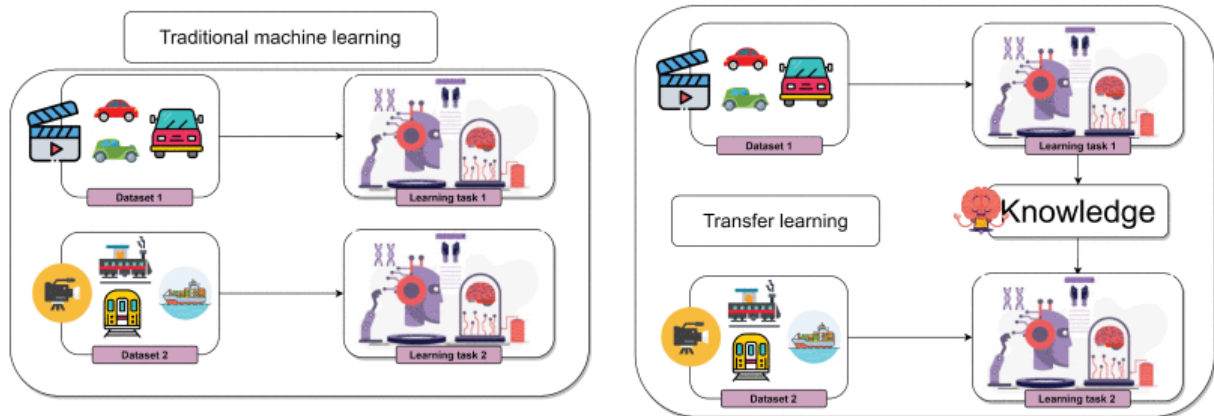 Traditional machine learning
Dataset 1
Learning task 1
Dataset 2
Learning task 2
Dataset 1
Learning task 1
Knowledge
Transfer learning
Dataset 2
Learning task 2